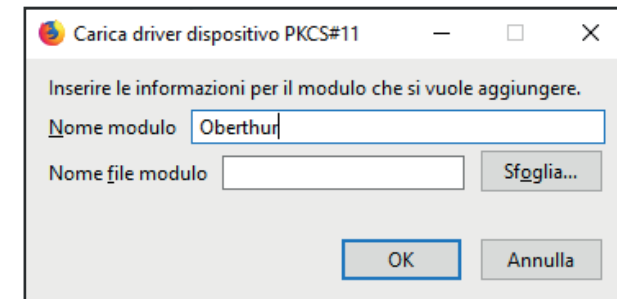 Carica driver dispositivo PKCS#11
Inserire le informazioni per il modulo che si vuole aggiungere.
Nome modulo Oberthur
Nome file modulo Sfoglia...
OK Annulla